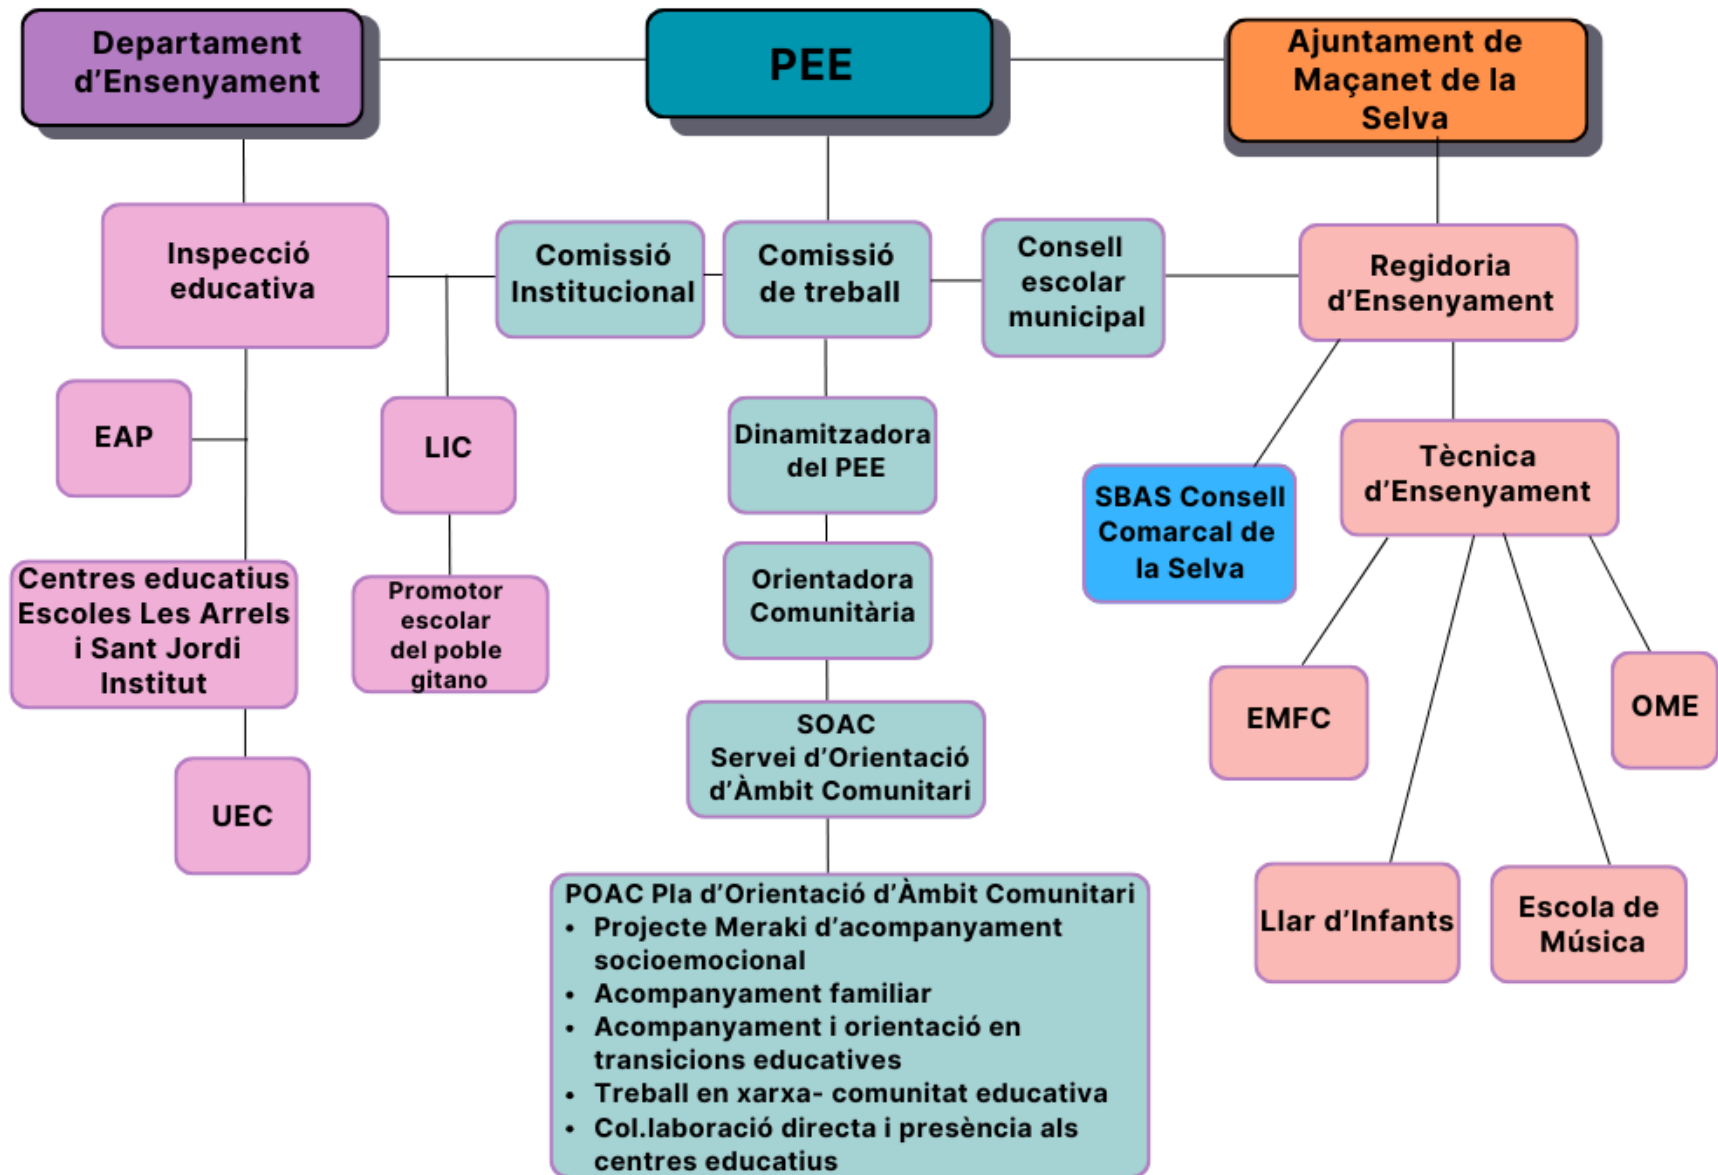 Departament
d'Ensenyament
PEE
Ajuntament de
Maçanet de la
Selva
Inspecció
educativa
Comissió
Institucional
Comissió
de treball
Consell
escolar
municipal
Regidoria
d'Ensenyament
EAP
LIC
Dinamitzadora
del PEE
SBAS Consell
Comarcal de
la Selva
Tècnica
d'Ensenyament
Centres educatius
Escoles Les Arrels
i Sant Jordi
Institut
Promotor
escolar
del poble
gitano
Orientadora
Comunitària
UEC
SOAC
Servei d'Orientació
d'Àmbit Comunitari
EMFC
OME
Llar d'Infants
Escola de
Música
POAC Pla d'Orientació d'Àmbit Comunitari
• Projecte Meraki d'acompanyament
socioemocional
• Acompanyament familiar
• Acompanyament i orientació en
transicions educatives
• Treball en xarxa- comunitat educativa
• Col.laboració directa i presència als
centres educatius